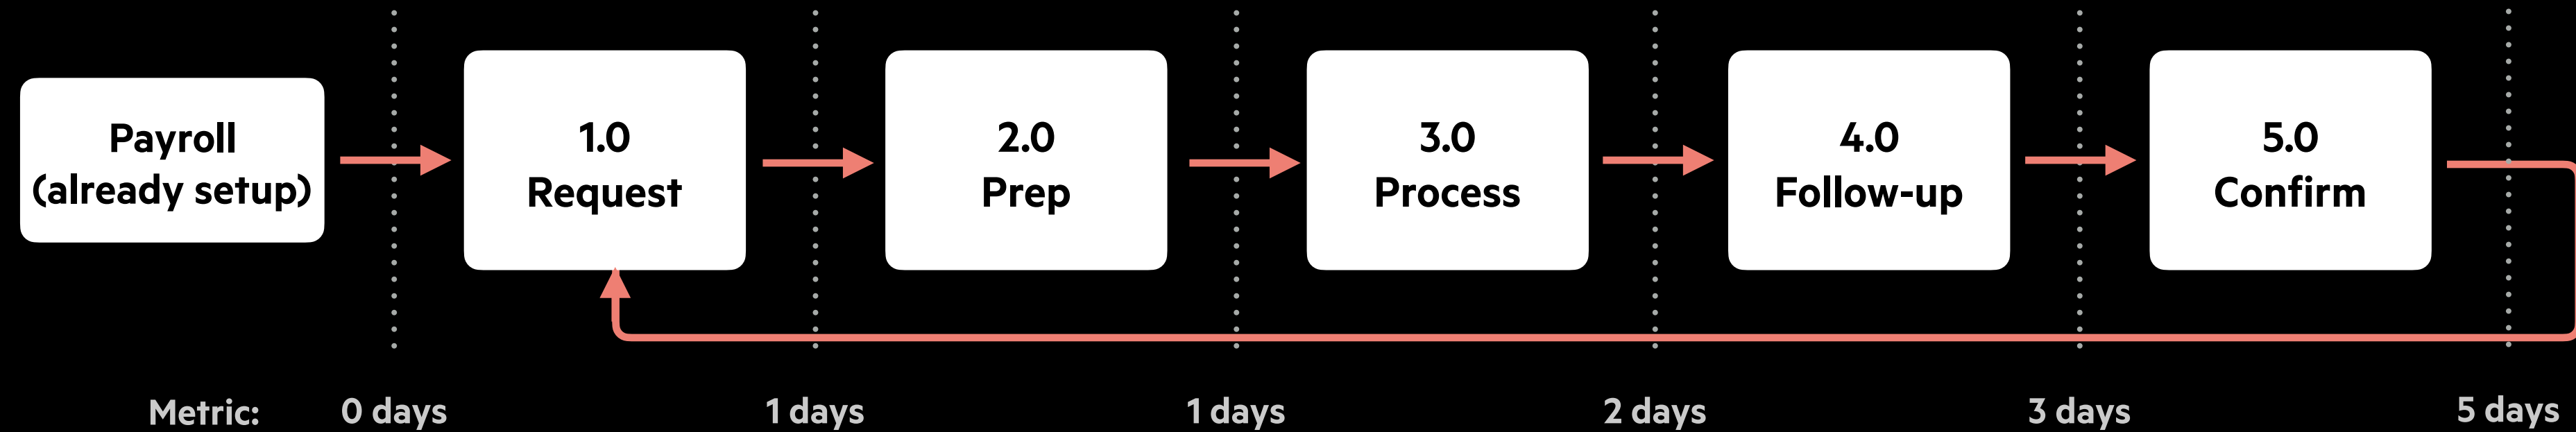 Payroll
(already setup)
1.0
Request
2.0
Prep
3.0
Process
4.0
Follow-up
5.0
Confirm
Metric:
0 days
1 days
1 days
2 days
3 days
5 days